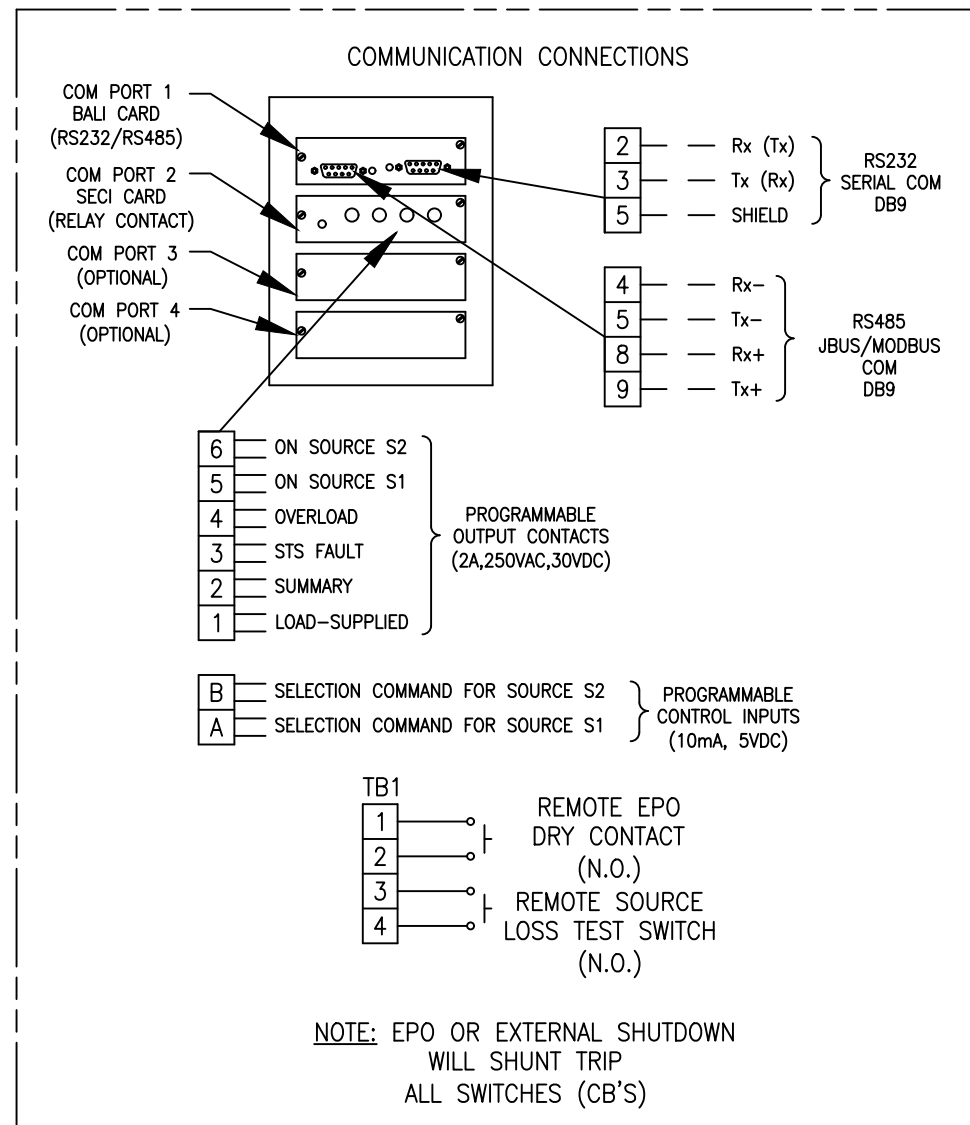 COMMUNICATION CONNECTIONS
COM PORT 1
BALI CARD
(RS232/RS485)
COM PORT 2
SECI CARD
(RELAY CONTACT)
COM PORT 3
(OPTIONAL)
COM PORT 4
(OPTIONAL)
2 Rx (Tx)
3 Tx (Rx)
5 SHIELD
RS232
SERIAL COM
DB9
4 Rx-
5 Tx-
8 Rx+
9 Tx+
RS485
JBUS/MODBUS
COM
DB9
6 ON SOURCE S2
5 ON SOURCE S1
4 OVERLOAD
3 STS FAULT
2 SUMMARY
1 LOAD-SUPPLIED
PROGRAMMABLE
OUTPUT CONTACTS
(2A,250VAC,30VDC)
B SELECTION COMMAND FOR SOURCE S2
A SELECTION COMMAND FOR SOURCE S1
PROGRAMMABLE
CONTROL INPUTS
(10mA, 5VDC)
TB1
1
2
3
4
REMOTE EPO
DRY CONTACT
(N.O.)
REMOTE SOURCE
LOSS TEST SWITCH
(N.O.)
NOTE: EPO OR EXTERNAL SHUTDOWN
WILL SHUNT TRIP
ALL SWITCHES (CB'S)